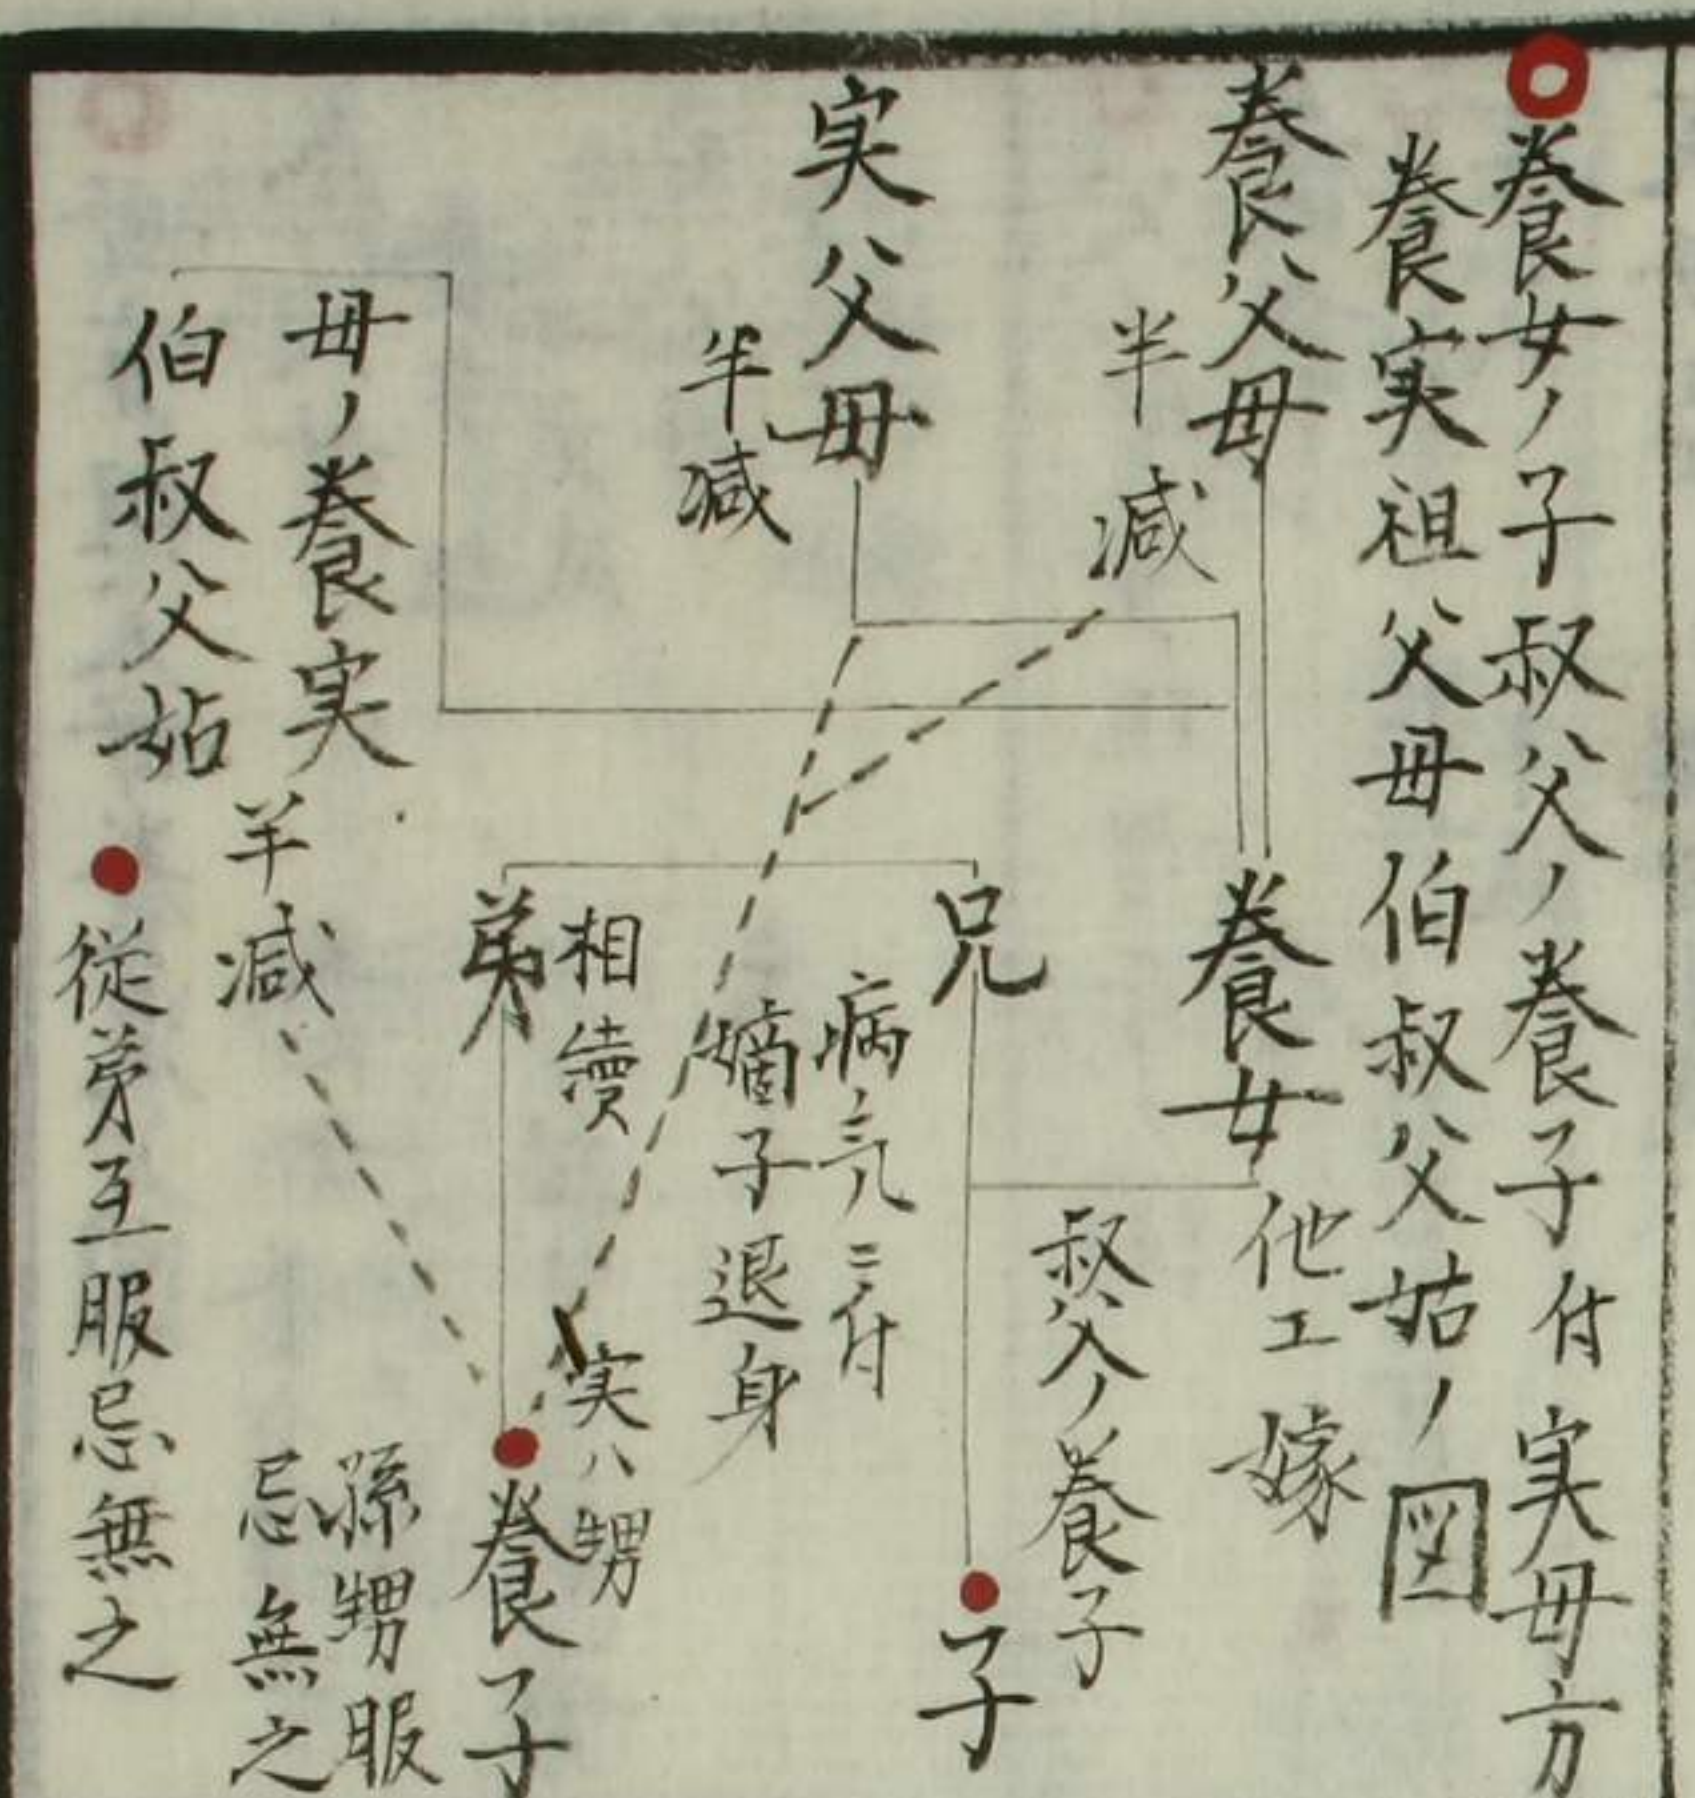 養女ノ子叔父ノ養子付実母方
養実祖父母伯叔父姑ノ図
養父母
半減
養女
他エ嫁
叔父ノ養子
実父母
半減
兄
病気ニ付
嫡子退身
子
相續
弟
実ハ甥
養子
母ノ養実
伯叔父姑
半減
孫甥服
忌無之
従弟互服忌無之